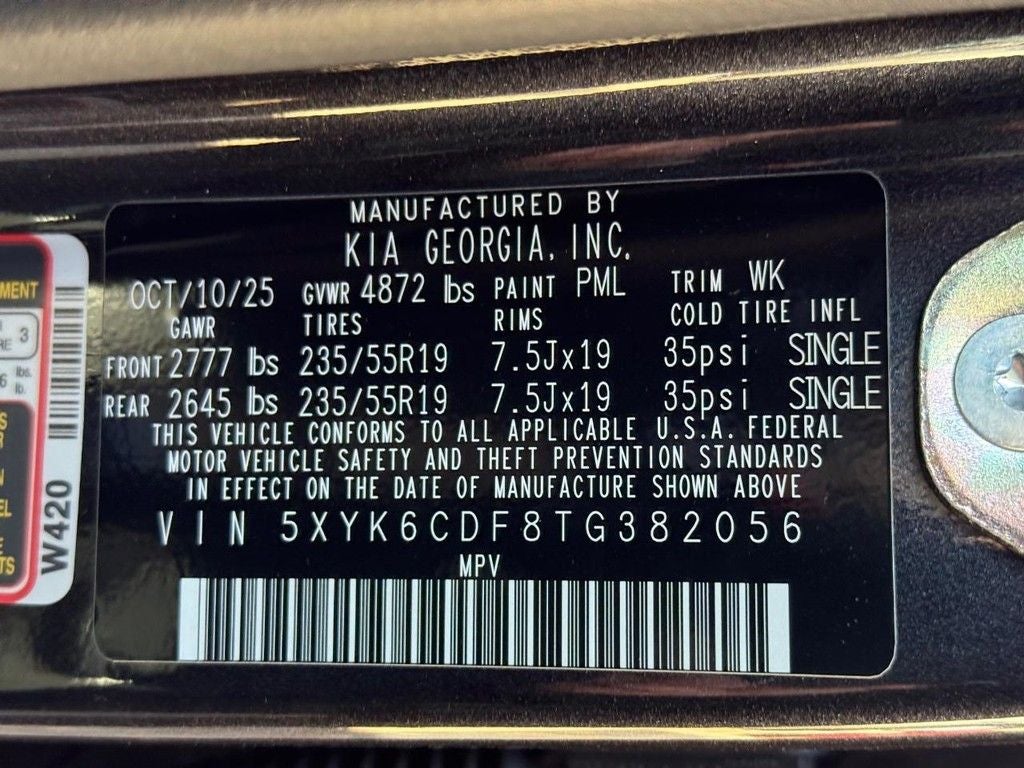 MANUFACTURED BY
KIA GEORGIA, INC.
OCT/10/25 GVWR 4872 lbs PAINT PML TRIM WK
GAWR TIRES RIMS COLD TIRE INFL
FRONT 2777 lbs 235/55R19 7.5Jx19 35psi SINGLE
REAR 2645 lbs 235/55R19 7.5Jx19 35psi SINGLE
THIS VEHICLE CONFORMS TO ALL APPLICABLE U.S.A. FEDERAL
MOTOR VEHICLE SAFETY AND THEFT PREVENTION STANDARDS
IN EFFECT ON THE DATE OF MANUFACTURE SHOWN ABOVE
VIN 5XYK6CDF8TG382056
MPV
3
lbs.
lb.
W420